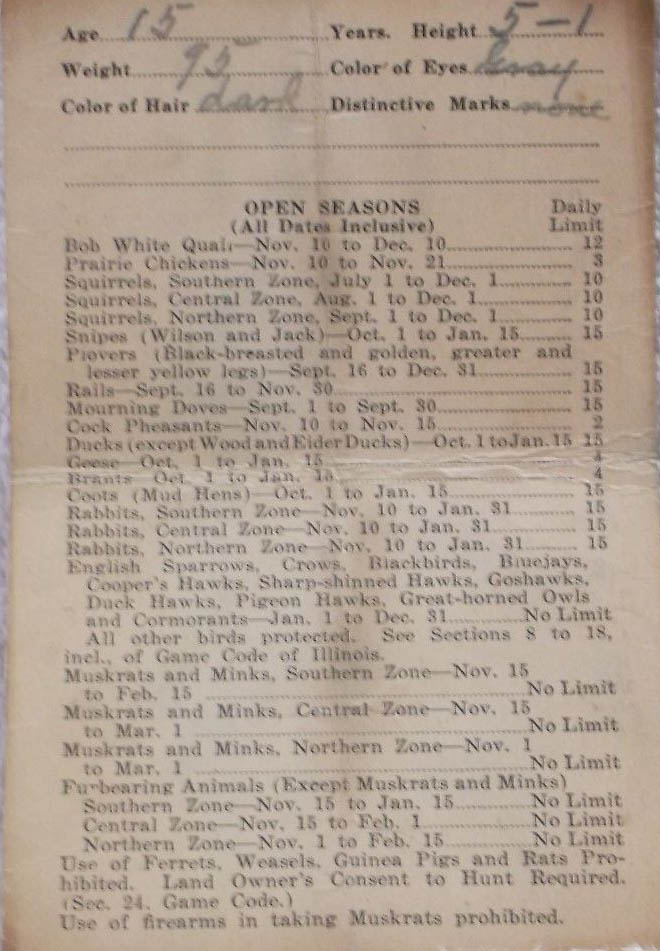 Age 15 Years. Height 5-1
Weight 95 Color of Eyes Gray
Color of Hair dark Distinctive Marks none
OPEN SEASONS Daily
(All Dates Inclusive) Limit
Bob White Quail—Nov. 10 to Dec. 10 12
Prairie Chickens—Nov. 10 to Nov. 21 3
Squirrels, Southern Zone, July 1 to Dec. 1 10
Squirrels, Central Zone, Aug. 1 to Dec. 1 10
Squirrels, Northern Zone, Sept. 1 to Dec. 1 10
Snipes (Wilson and Jack)—Oct. 1 to Jan. 15 15
Plovers (Black-breasted and golden, greater and
lesser yellow legs)—Sept. 16 to Dec. 31 15
Rails—Sept. 16 to Nov. 30 15
Mourning Doves—Sept. 1 to Sept. 30 15
Cock Pheasants—Nov. 10 to Nov. 15 2
Ducks (except Wood and Eider Ducks)—Oct. 1 to Jan. 15 15
Geese—Oct. 1 to Jan. 15 4
Brants—Oct. 1 to Jan. 15 4
Coots (Mud Hens)—Oct. 1 to Jan. 15 15
Rabbits, Southern Zone—Nov. 10 to Jan. 31 15
Rabbits, Central Zone—Nov. 10 to Jan. 31 15
Rabbits, Northern Zone—Nov. 10 to Jan. 31 15
English Sparrows, Crows, Blackbirds, Bluejays,
Cooper's Hawks, Sharp-shinned Hawks, Goshawks,
Duck Hawks, Pigeon Hawks, Great-horned Owls
and Cormorants—Jan. 1 to Dec. 31 No Limit
All other birds protected. See Sections 8 to 18,
incl., of Game Code of Illinois.
Muskrats and Minks, Southern Zone—Nov. 15
to Feb. 15 No Limit
Muskrats and Minks, Central Zone—Nov. 15
to Mar. 1 No Limit
Muskrats and Minks, Northern Zone—Nov. 1
to Mar. 1 No Limit
Furbearing Animals (Except Muskrats and Minks)
Southern Zone—Nov. 15 to Jan. 15 No Limit
Central Zone—Nov. 15 to Feb. 1 No Limit
Northern Zone—Nov. 1 to Feb. 15 No Limit
Use of Ferrets, Weasels, Guinea Pigs and Rats Pro-
hibited. Land Owner's Consent to Hunt Required.
(Sec. 24. Game Code.)
Use of firearms in taking Muskrats prohibited.